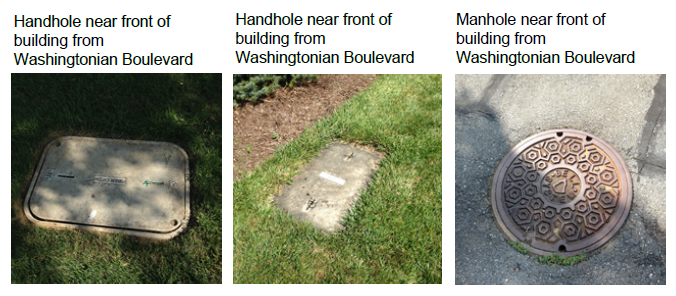 Handhole near front of
building from
Washingtonian Boulevard
Handhole near front of
building from
Washingtonian Boulevard
Manhole near front of
building from
Washingtonian Boulevard